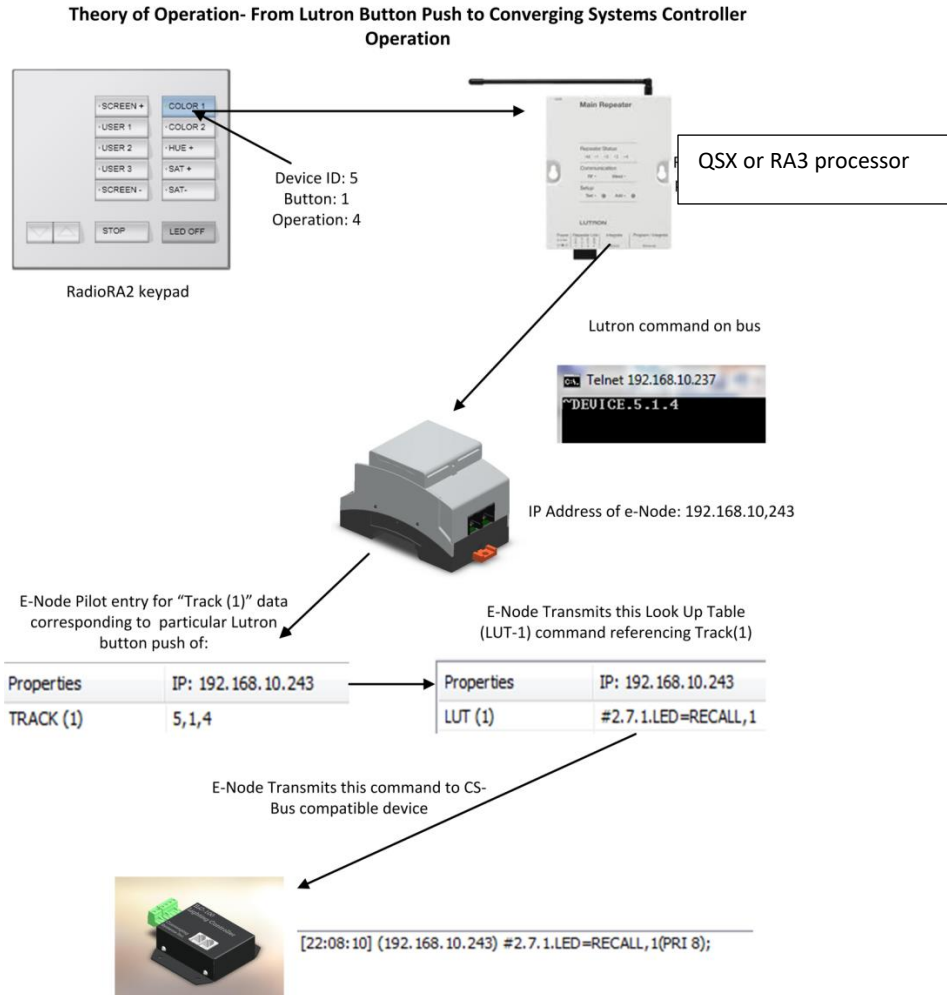 Theory of Operation- From Lutron Button Push to Converging Systems Controller
Operation
SCREEN +
COLOR 1
USER 1
COLOR 2
USER 2
HUE +
USER 3
SAT +
SCREEN -
SAT-
STOP
LED OFF
RadioRA2 keypad
Device ID: 5
Button: 1
Operation: 4
Main Repeater
Repeater Status
Communication
Setup
LUTRON
QSX or RA3 processor
Lutron command on bus
Telnet 192.168.10.237
~DEVICE.5.1.4
IP Address of e-Node: 192.168.10,243
E-Node Pilot entry for “Track (1)” data
corresponding to particular Lutron
button push of:
Properties IP: 192.168.10.243
TRACK (1) 5,1,4
E-Node Transmits this Look Up Table
(LUT-1) command referencing Track(1)
Properties IP: 192.168.10.243
LUT (1) #2.7.1.LED=RECALL,1
E-Node Transmits this command to CS-
Bus compatible device
Lighting Controller
[22:08:10] (192.168.10.243) #2.7.1.LED=RECALL,1(PRI 8);